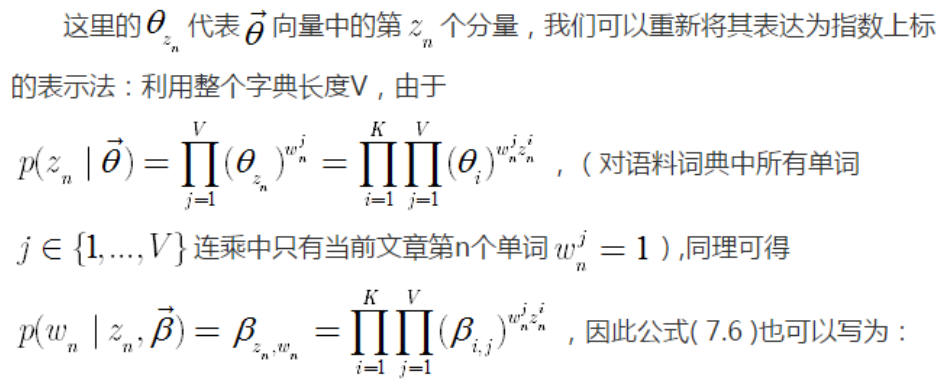 这里的 $\theta_{z_n}$ 代表 $\vec{\theta}$ 向量中的第 $z_n$ 个分量，我们可以重新将其表达为指数上标
的表示法：利用整个字典长度V，由于
$p(z_n \mid \vec{\theta}) = \prod_{j=1}^{V} (\theta_{z_n})^{w_n^j} = \prod_{i=1}^{K} \prod_{j=1}^{V} (\theta_i)^{w_n^j z_n^i}$ ，（对语料词典中所有单词
$j \in \{1,...,V\}$ 连乘中只有当前文章第n个单词 $w_n^j = 1$ ）,同理可得
$p(w_n \mid z_n, \vec{\beta}) = \beta_{z_n,w_n} = \prod_{i=1}^{K} \prod_{j=1}^{V} (\beta_{i,j})^{w_n^j z_n^i}$ ，因此公式( 7.6 )也可以写为：